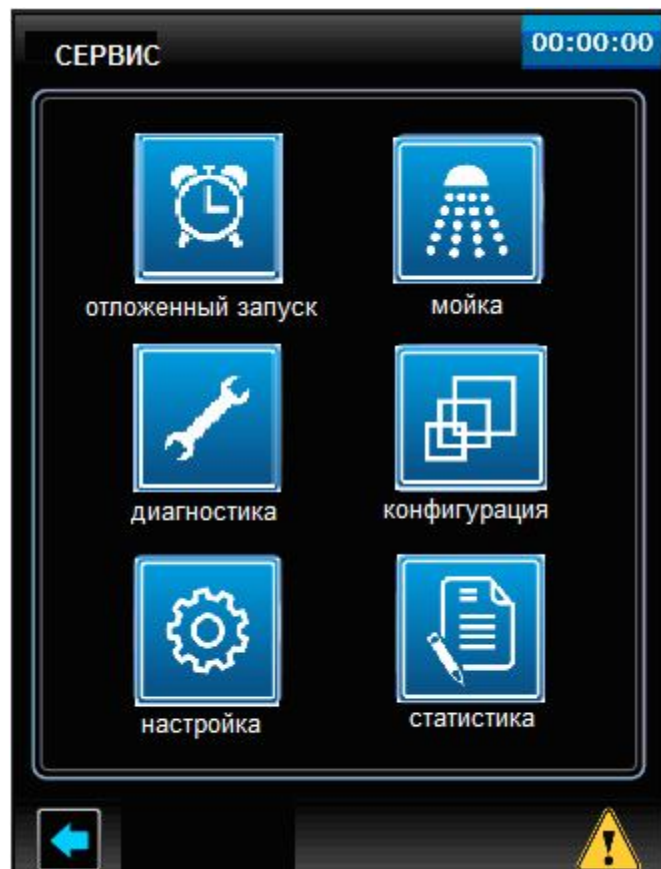 СЕРВИС
00:00:00
отложенный запуск
мойка
диагностика
конфигурация
настройка
статистика